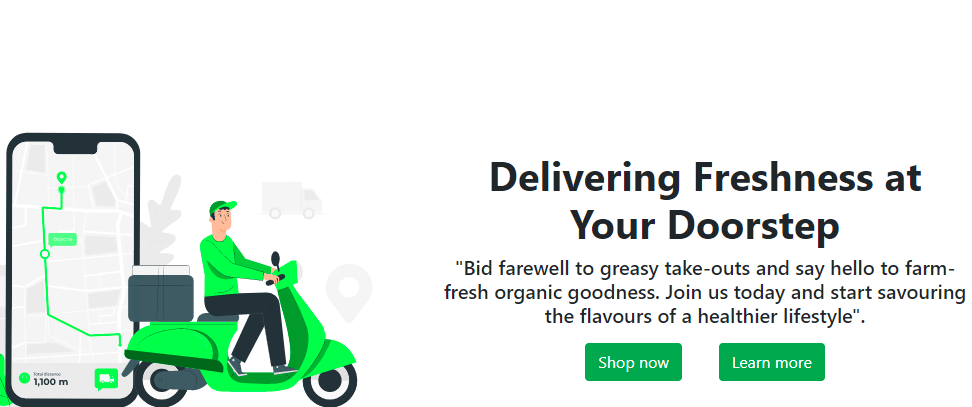 Delivering Freshness at
Your Doorstep
"Bid farewell to greasy take-outs and say hello to farm-
fresh organic goodness. Join us today and start savouring
the flavours of a healthier lifestyle".
Shop now
Learn more
Total distance
1,100 m